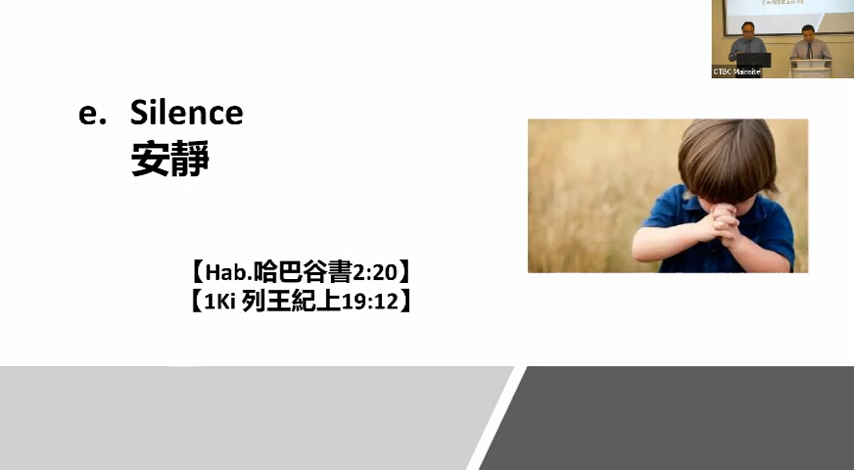 e. Silence
安靜
【Hab.哈巴谷書2:20】
【1Ki 列王紀上19:12】
CTBC Mainsite